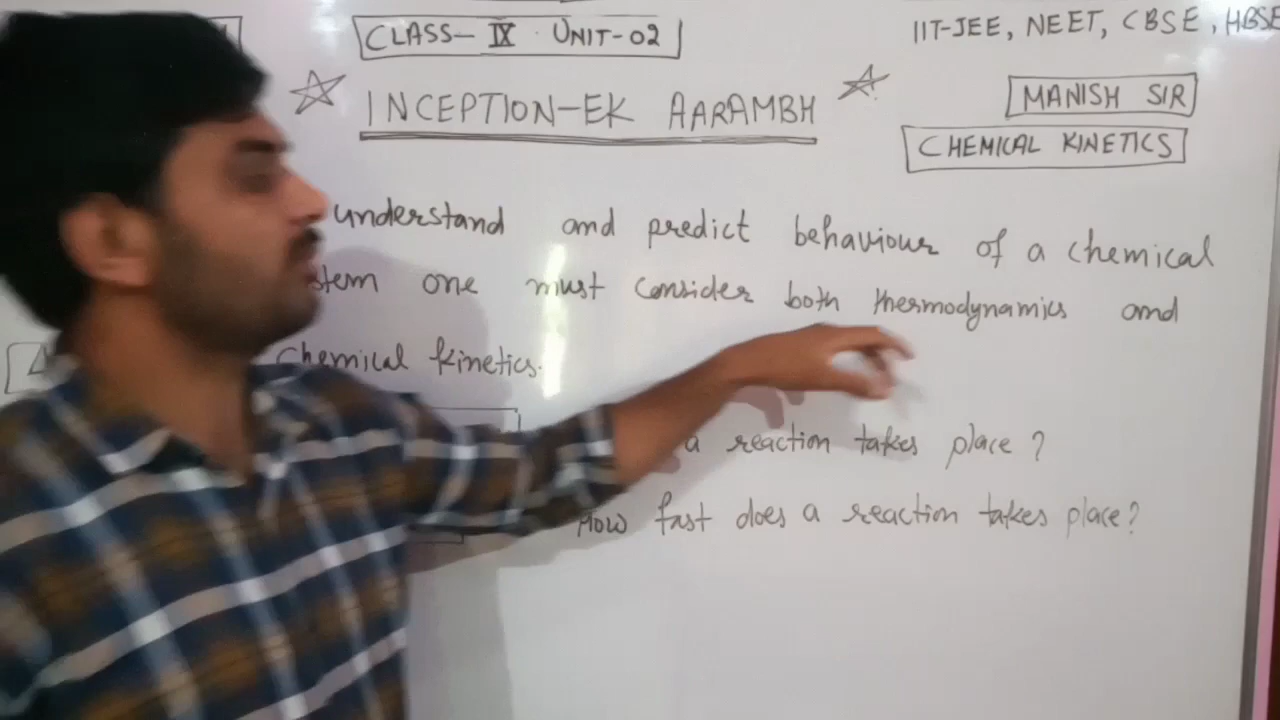 CLASS- IX · UNIT-02
IIT-JEE, NEET, CBSE, HBSE
INCEPTION-EK AARAMBH
MANISH SIR
CHEMICAL KINETICS
understand and predict behaviour of a chemical
stem one must consider both thermodynamics and
Chemical kinetics.
a reaction takes place ?
How fast does a reaction takes place?